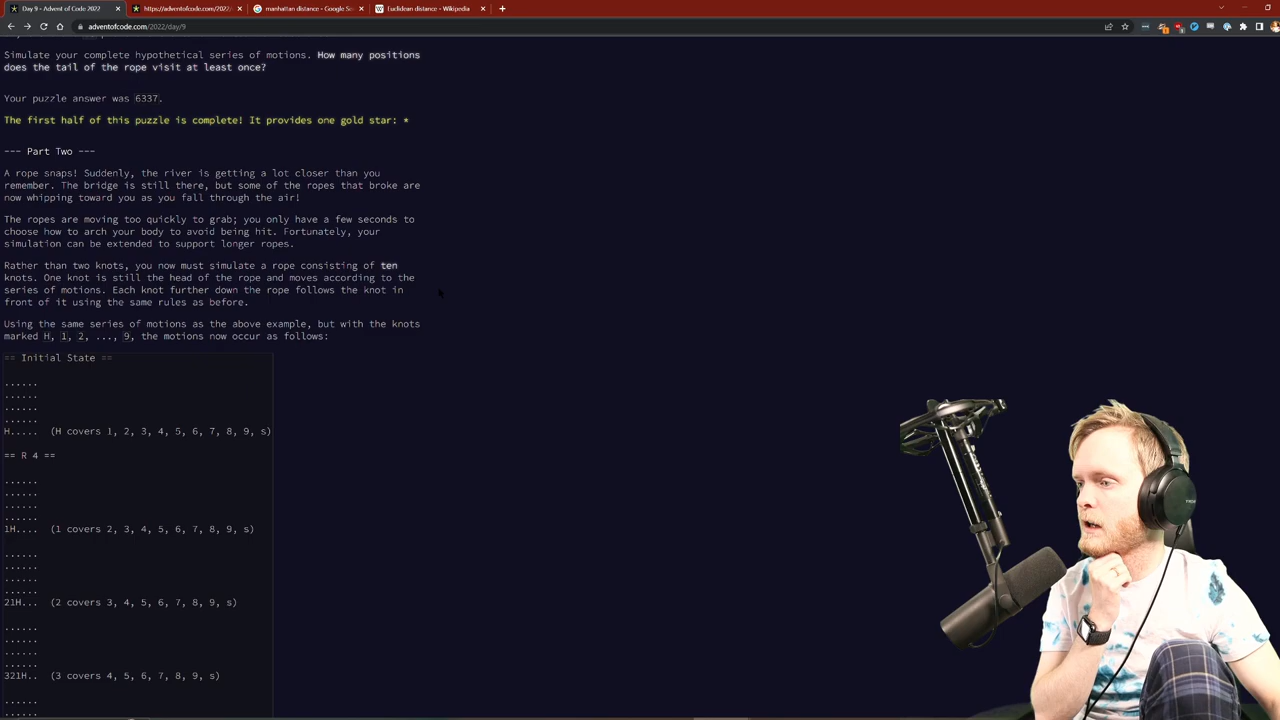 Day 9 - Advent of Code 2022
https://adventofcode.com/2022/
manhattan distance - Google Se
Euclidean distance - Wikipedia
adventofcode.com/2022/day/9
Simulate your complete hypothetical series of motions. How many positions
does the tail of the rope visit at least once?
Your puzzle answer was 6337.
The first half of this puzzle is complete! It provides one gold star: *
--- Part Two ---
A rope snaps! Suddenly, the river is getting a lot closer than you
remember. The bridge is still there, but some of the ropes that broke are
now whipping toward you as you fall through the air!
The ropes are moving too quickly to grab; you only have a few seconds to
choose how to arch your body to avoid being hit. Fortunately, your
simulation can be extended to support longer ropes.
Rather than two knots, you now must simulate a rope consisting of ten
knots. One knot is still the head of the rope and moves according to the
series of motions. Each knot further down the rope follows the knot in
front of it using the same rules as before.
Using the same series of motions as the above example, but with the knots
marked H, 1, 2, ..., 9, the motions now occur as follows:
== Initial State ==
......
......
......
......
H..... (H covers 1, 2, 3, 4, 5, 6, 7, 8, 9, s)
== R 4 ==
......
......
......
......
1H.... (1 covers 2, 3, 4, 5, 6, 7, 8, 9, s)
......
......
......
......
21H... (2 covers 3, 4, 5, 6, 7, 8, 9, s)
......
......
......
......
321H.. (3 covers 4, 5, 6, 7, 8, 9, s)
......
......